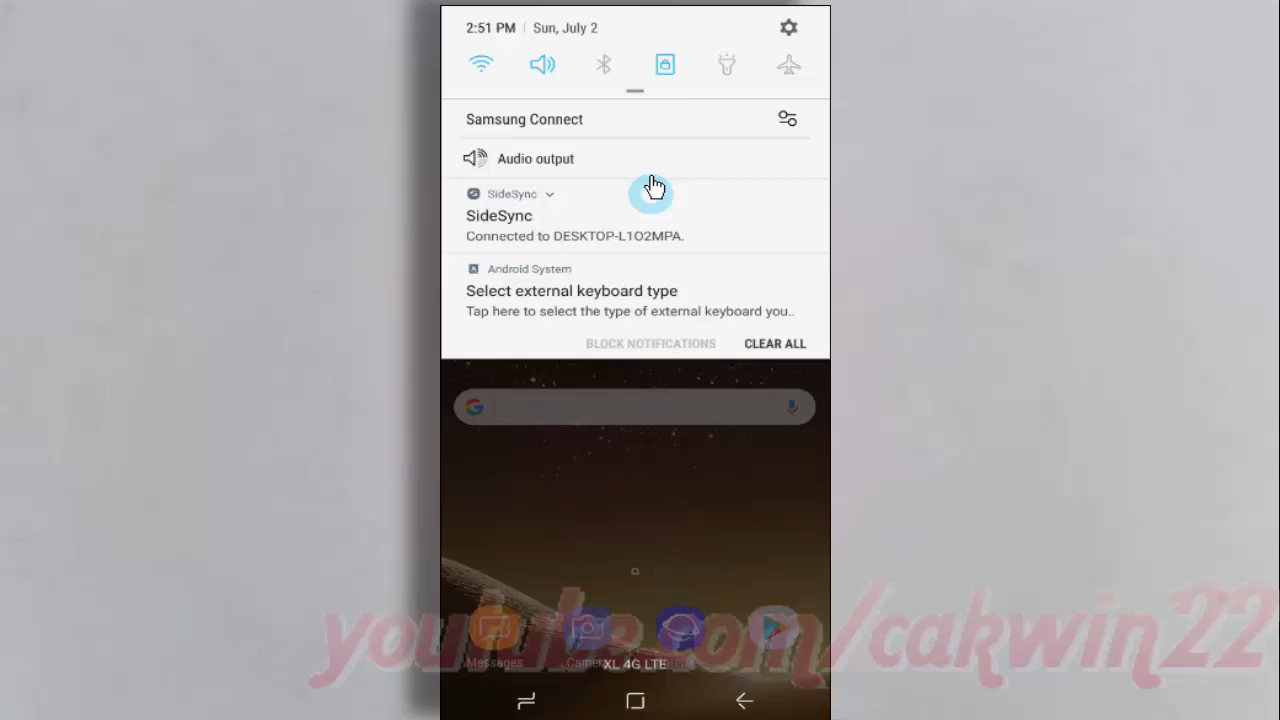 2:51 PM Sun, July 2
Samsung Connect
Audio output
SideSync
SideSync
Connected to DESKTOP-L1O2MPA.
Android System
Select external keyboard type
Tap here to select the type of external keyboard you..
BLOCK NOTIFICATIONS CLEAR ALL
youtube.com/cakwin22
Messages Camera
XL 4G LTE